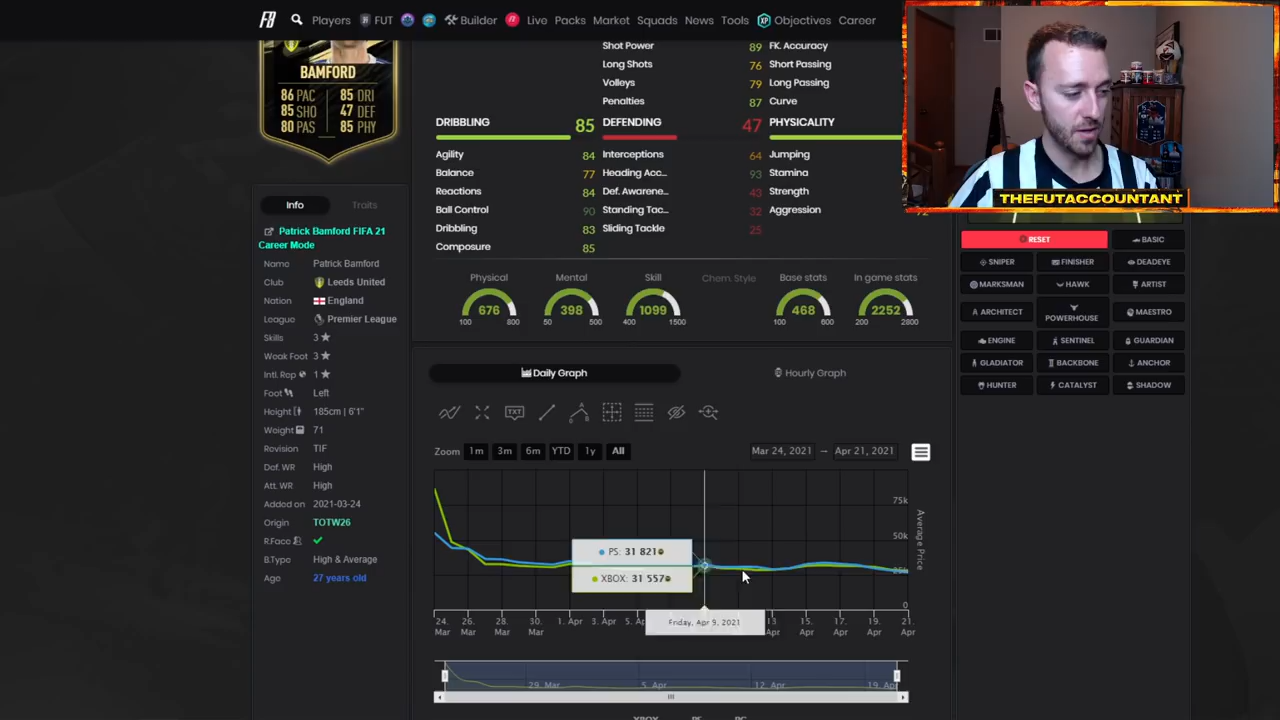 Players FUT Builder Live Packs Market Squads News Tools XP Objectives Career
BAMFORD
86 PAC 85 DRI
85 SHO 47 DEF
80 PAS 85 PHY
Shot Power 89 FK. Accuracy
Long Shots 76 Short Passing
Volleys 79 Long Passing
Penalties 87 Curve
DRIBBLING 85 DEFENDING 47 PHYSICALITY
Agility 84 Interceptions 64 Jumping
Balance 77 Heading Acc... 93 Stamina
Reactions 84 Def. Awarene... 43 Strength
Ball Control 90 Standing Tac... 32 Aggression
Dribbling 83 Sliding Tackle 25
Composure 85
Physical Mental Skill Chem. Style Base stats In game stats
676 398 1099 468 2252
100 800 50 500 400 1500 100 600 200 2800
THEFUTACCOUNTANT
RESET BASIC
SNIPER FINISHER DEADEYE
MARKSMAN HAWK ARTIST
ARCHITECT POWERHOUSE MAESTRO
ENGINE SENTINEL GUARDIAN
GLADIATOR BACKBONE ANCHOR
HUNTER CATALYST SHADOW
Info Traits
Patrick Bamford FIFA 21
Career Mode
Name Patrick Bamford
Club Leeds United
Nation England
League Premier League
Skills 3
Weak Foot 3
Intl. Rep 1
Foot Left
Height 185cm | 6'1"
Weight 71
Revision TIF
Def. WR High
Att. WR High
Added on 2021-03-24
Origin TOTW26
R.Face
B.Type High & Average
Age 27 years old
Daily Graph Hourly Graph
TXT
Zoom 1m 3m 6m YTD 1y All Mar 24, 2021 → Apr 21, 2021
75k
50k
25k
0
Average Price
PS: 31 821
XBOX: 31 557
Friday, Apr 9, 2021
24. Mar 26. Mar 28. Mar 30. Mar 1. Apr 3. Apr 13. Apr 15. Apr 17. Apr 19. Apr 21. Apr
29. Mar 5. Apr 12. Apr 19. Apr
XBOX PS PC